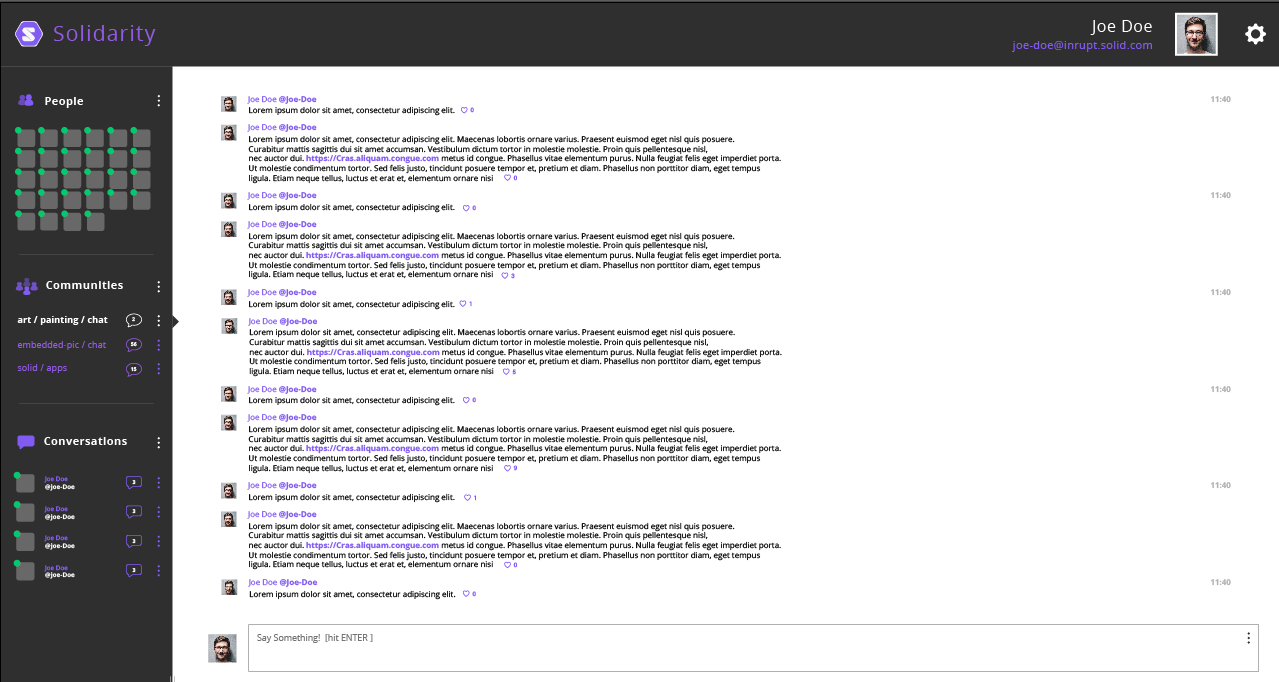 Solidarity
Joe Doe
joe-doe@inrupt.solid.com
People
Communities
art / painting / chat 2
embedded-pic / chat 56
solid / apps 15
Conversations
Joe Doe
@Joe-Doe
3
Joe Doe
@Joe-Doe
3
Joe Doe
@Joe-Doe
3
Joe Doe
@Joe-Doe
3
Joe Doe @Joe-Doe 11:40
Lorem ipsum dolor sit amet, consectetur adipiscing elit. 0
Joe Doe @Joe-Doe
Lorem ipsum dolor sit amet, consectetur adipiscing elit. Maecenas lobortis ornare varius. Praesent euismod eget nisl quis posuere.
Curabitur mattis sagittis dui sit amet accumsan. Vestibulum dictum tortor in molestie molestie. Proin quis pellentesque nisl,
nec auctor dui. https://Cras.aliquam.congue.com metus id congue. Phasellus vitae elementum purus. Nulla feugiat felis eget imperdiet porta.
Ut molestie condimentum tortor. Sed felis justo, tincidunt posuere tempor et, pretium et diam. Phasellus non porttitor diam, eget tempus
ligula. Etiam neque tellus, luctus et erat et, elementum ornare nisi 0
Joe Doe @Joe-Doe 11:40
Lorem ipsum dolor sit amet, consectetur adipiscing elit. 0
Joe Doe @Joe-Doe
Lorem ipsum dolor sit amet, consectetur adipiscing elit. Maecenas lobortis ornare varius. Praesent euismod eget nisl quis posuere.
Curabitur mattis sagittis dui sit amet accumsan. Vestibulum dictum tortor in molestie molestie. Proin quis pellentesque nisl,
nec auctor dui. https://Cras.aliquam.congue.com metus id congue. Phasellus vitae elementum purus. Nulla feugiat felis eget imperdiet porta.
Ut molestie condimentum tortor. Sed felis justo, tincidunt posuere tempor et, pretium et diam. Phasellus non porttitor diam, eget tempus
ligula. Etiam neque tellus, luctus et erat et, elementum ornare nisi 3
Joe Doe @Joe-Doe 11:40
Lorem ipsum dolor sit amet, consectetur adipiscing elit. 1
Joe Doe @Joe-Doe
Lorem ipsum dolor sit amet, consectetur adipiscing elit. Maecenas lobortis ornare varius. Praesent euismod eget nisl quis posuere.
Curabitur mattis sagittis dui sit amet accumsan. Vestibulum dictum tortor in molestie molestie. Proin quis pellentesque nisl,
nec auctor dui. https://Cras.aliquam.congue.com metus id congue. Phasellus vitae elementum purus. Nulla feugiat felis eget imperdiet porta.
Ut molestie condimentum tortor. Sed felis justo, tincidunt posuere tempor et, pretium et diam. Phasellus non porttitor diam, eget tempus
ligula. Etiam neque tellus, luctus et erat et, elementum ornare nisi 5
Joe Doe @Joe-Doe 11:40
Lorem ipsum dolor sit amet, consectetur adipiscing elit. 0
Joe Doe @Joe-Doe
Lorem ipsum dolor sit amet, consectetur adipiscing elit. Maecenas lobortis ornare varius. Praesent euismod eget nisl quis posuere.
Curabitur mattis sagittis dui sit amet accumsan. Vestibulum dictum tortor in molestie molestie. Proin quis pellentesque nisl,
nec auctor dui. https://Cras.aliquam.congue.com metus id congue. Phasellus vitae elementum purus. Nulla feugiat felis eget imperdiet porta.
Ut molestie condimentum tortor. Sed felis justo, tincidunt posuere tempor et, pretium et diam. Phasellus non porttitor diam, eget tempus
ligula. Etiam neque tellus, luctus et erat et, elementum ornare nisi 9
Joe Doe @Joe-Doe 11:40
Lorem ipsum dolor sit amet, consectetur adipiscing elit. 1
Joe Doe @Joe-Doe
Lorem ipsum dolor sit amet, consectetur adipiscing elit. Maecenas lobortis ornare varius. Praesent euismod eget nisl quis posuere.
Curabitur mattis sagittis dui sit amet accumsan. Vestibulum dictum tortor in molestie molestie. Proin quis pellentesque nisl,
nec auctor dui. https://Cras.aliquam.congue.com metus id congue. Phasellus vitae elementum purus. Nulla feugiat felis eget imperdiet porta.
Ut molestie condimentum tortor. Sed felis justo, tincidunt posuere tempor et, pretium et diam. Phasellus non porttitor diam, eget tempus
ligula. Etiam neque tellus, luctus et erat et, elementum ornare nisi 0
Joe Doe @Joe-Doe 11:40
Lorem ipsum dolor sit amet, consectetur adipiscing elit. 0
Say Something! [hit ENTER ]